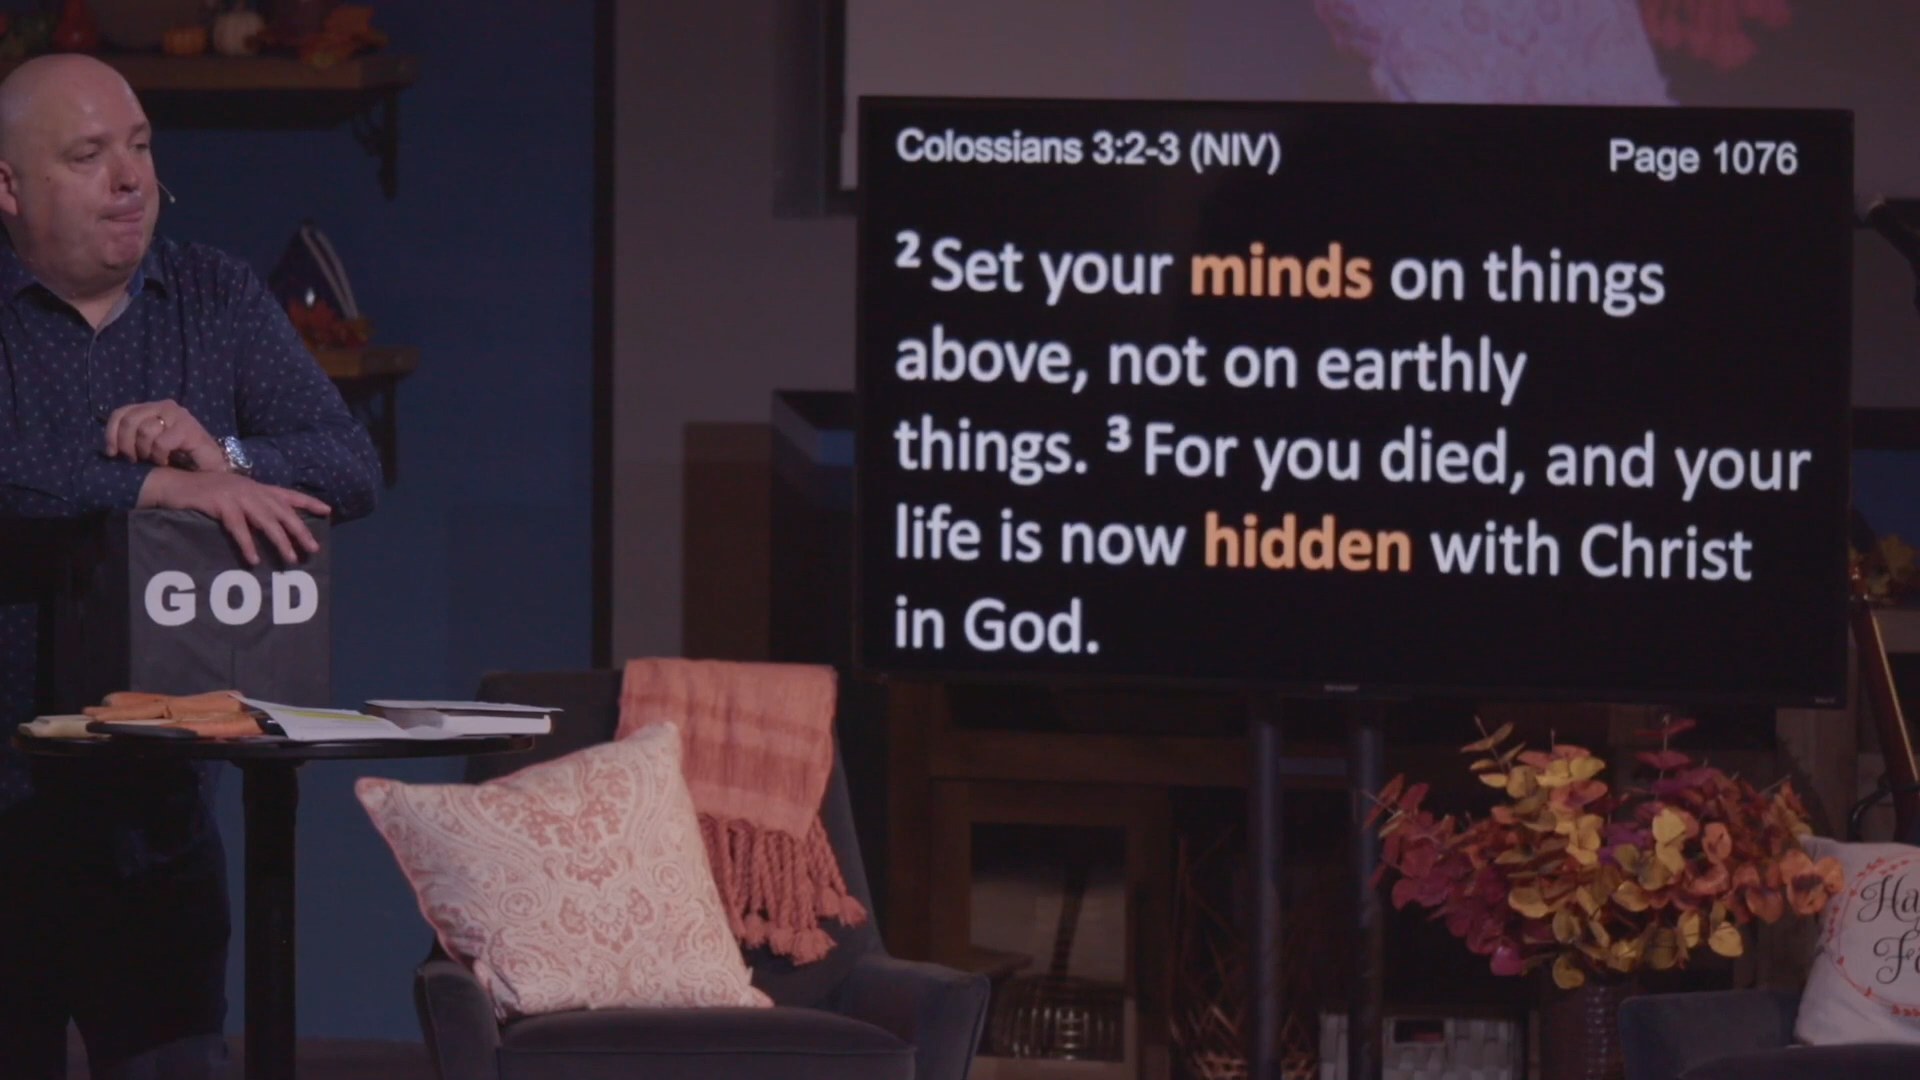 Colossians 3:2-3 (NIV) Page 1076
² Set your minds on things
above, not on earthly
things. ³ For you died, and your
life is now hidden with Christ
in God.
GOD